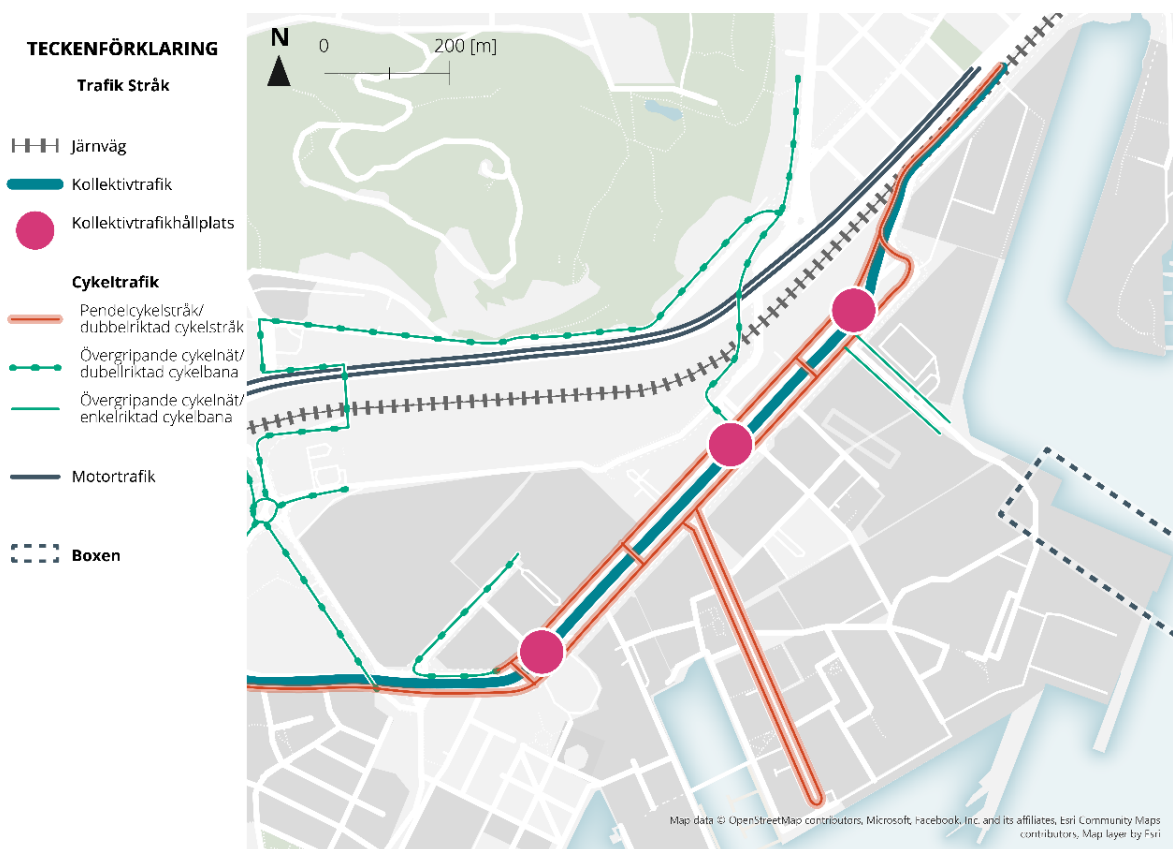 TECKENFÖRKLARING
Trafik Stråk
Järnväg
Kollektivtrafik
Kollektivtrafikhållplats
Cykeltrafik
Pendelcykelstråk/
dubbelriktad cykelstråk
Övergripande cykelnät/
dubellriktad cykelbana
Övergripande cykelnät/
enkelriktad cykelbana
Motortrafik
Boxen
N
0 200 [m]
Map data © OpenStreetMap contributors, Microsoft, Facebook, Inc. and its affiliates, Esri Community Maps
contributors, Map layer by Esri